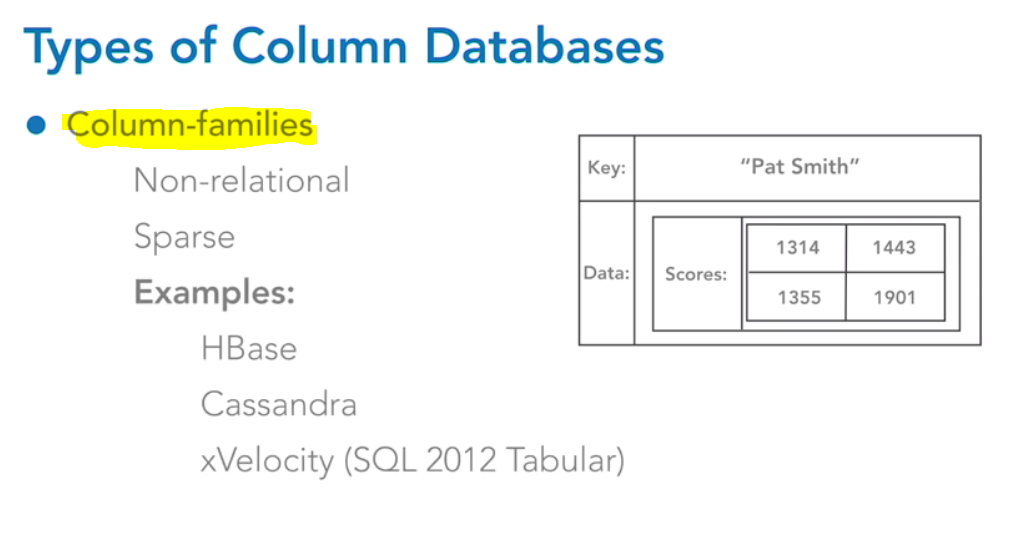 Types of Column Databases
Column-families
Non-relational
Sparse
Examples:
HBase
Cassandra
xVelocity (SQL 2012 Tabular)
Key: "Pat Smith"
Data: Scores:
1314 1443
1355 1901